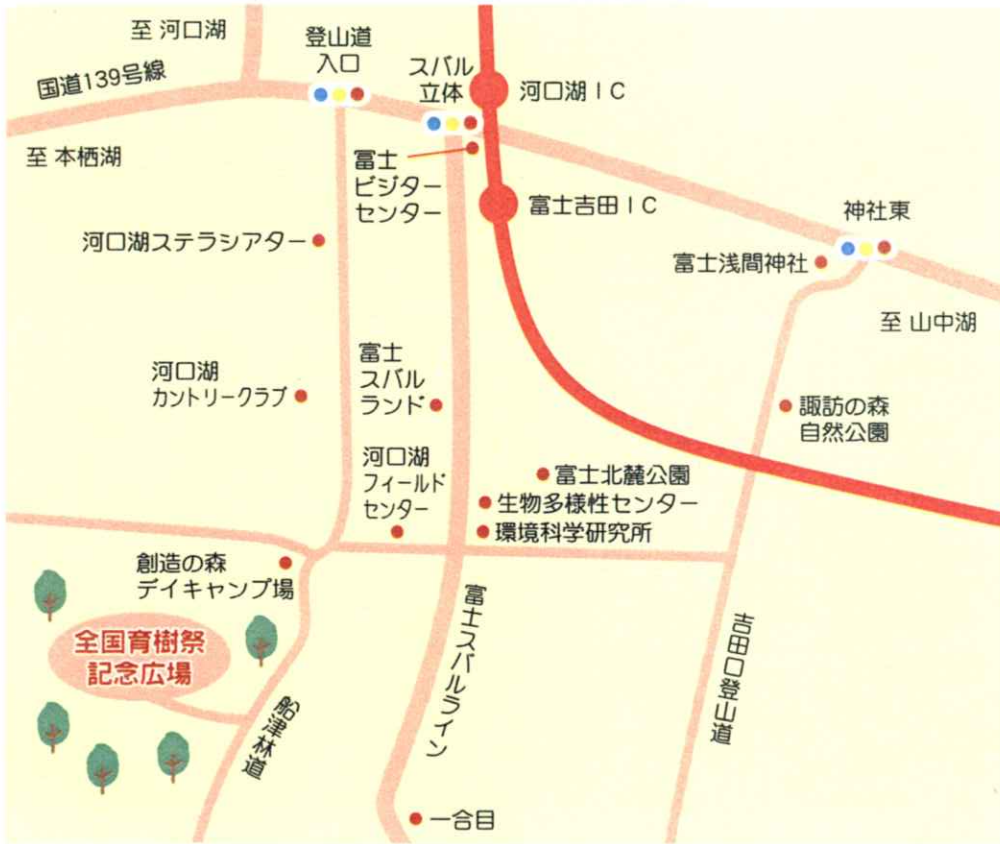 至 河口湖
登山道
入口
スバル
立体
国道139号線
河口湖IC
至 本栖湖
富士
ビジター
センター
富士吉田IC
神社東
河口湖ステラシアター
富士浅間神社
至 山中湖
富士
スバル
ランド
河口湖
カントリークラブ
諏訪の森
自然公園
河口湖
フィールド
センター
富士北麓公園
生物多様性センター
環境科学研究所
創造の森
デイキャンプ場
全国育樹祭
記念広場
富士スバルライン
吉田口登山道
船津林道
一合目